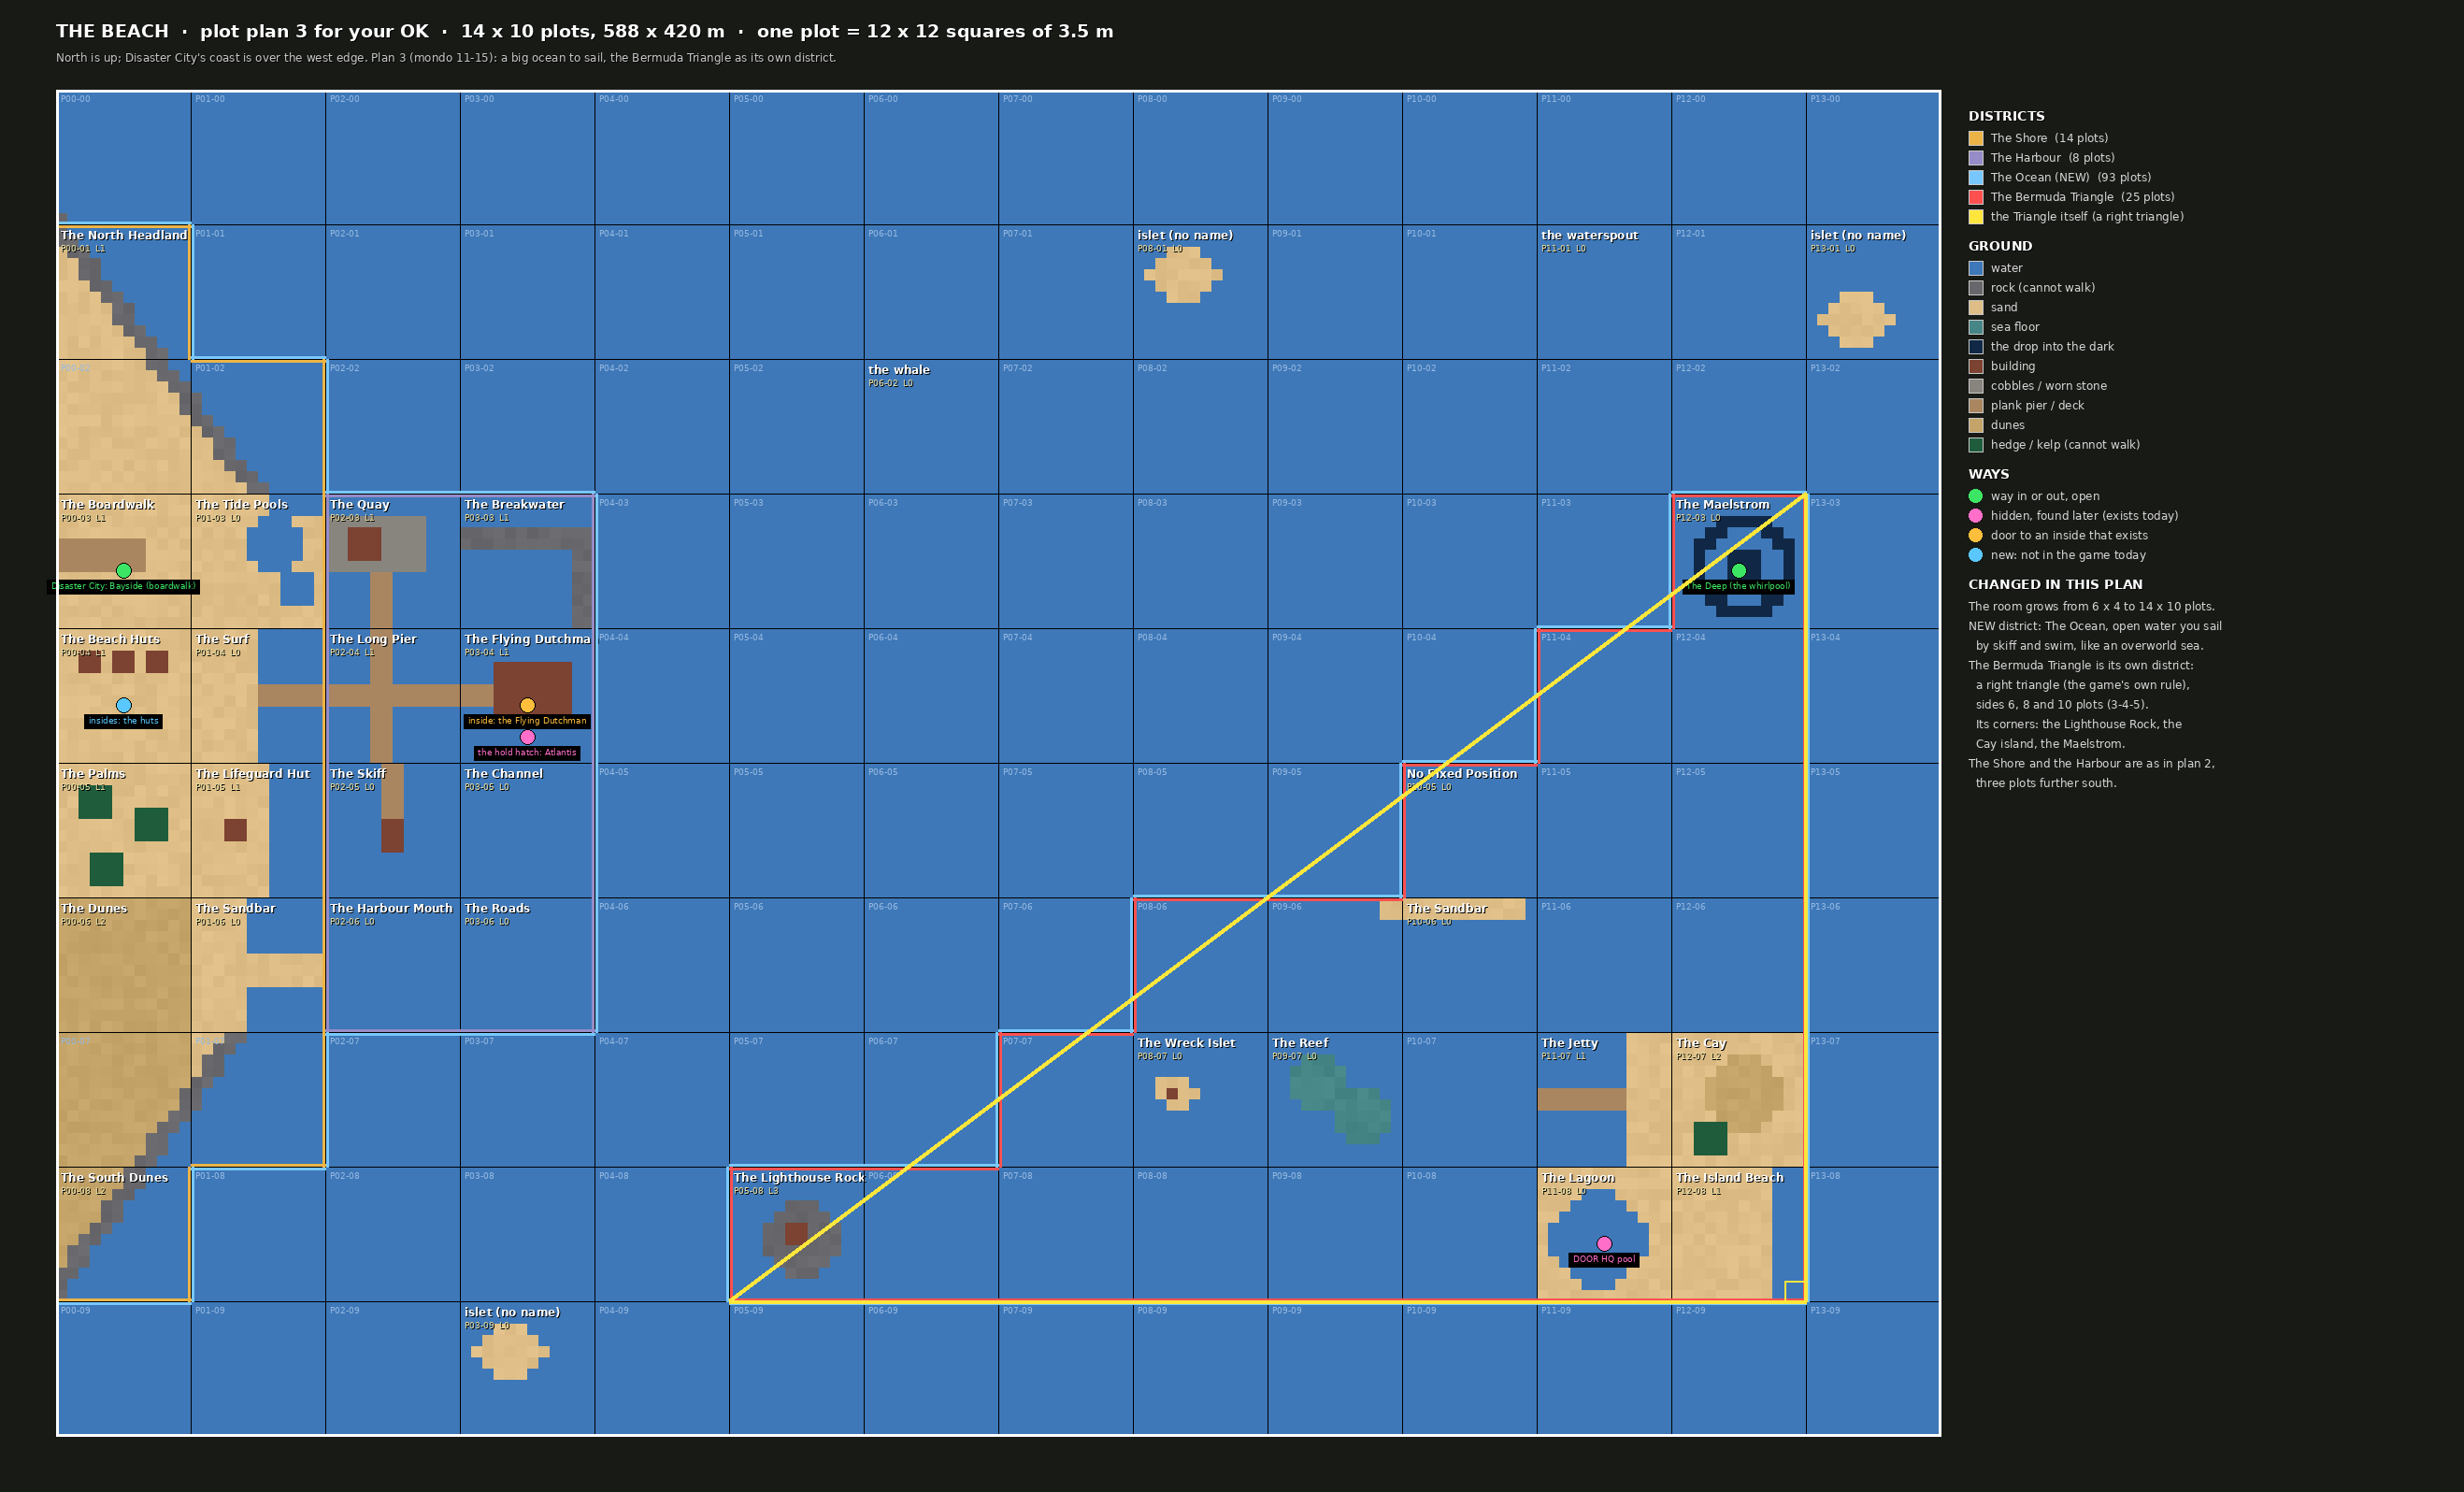 THE BEACH · plot plan 3 for your OK · 14 x 10 plots, 588 x 420 m · one plot = 12 x 12 squares of 3.5 m
North is up; Disaster City's coast is over the west edge. Plan 3 (mondo 11-15): a big ocean to sail, the Bermuda Triangle as its own district.
P00-00 P01-00 P02-00 P03-00 P04-00 P05-00 P06-00 P07-00 P08-00 P09-00 P10-00 P11-00 P12-00 P13-00
The North Headland islet (no name) the waterspout islet (no name)
P00-01 L1 P01-01 P02-01 P03-01 P04-01 P05-01 P06-01 P07-01 P08-01 L0 P09-01 P10-01 P11-01 L0 P12-01 P13-01 L0
the whale
P00-02 P01-02 P02-02 P03-02 P04-02 P05-02 P06-02 L0 P07-02 P08-02 P09-02 P10-02 P11-02 P12-02 P13-02
The Boardwalk The Tide Pools The Quay The Breakwater The Maelstrom
P00-03 L1 P01-03 L0 P02-03 L1 P03-03 L1 P04-03 P05-03 P06-03 P07-03 P08-03 P09-03 P10-03 P11-03 P12-03 L0 P13-03
Disaster City: Bayside (boardwalk) The Deep (the whirlpool)
The Beach Huts The Surf The Long Pier The Flying Dutchma
P00-04 L1 P01-04 L0 P02-04 L1 P03-04 L1 P04-04 P05-04 P06-04 P07-04 P08-04 P09-04 P10-04 P11-04 P12-04 P13-04
insides: the huts inside: the Flying Dutchman
the hold hatch: Atlantis
The Palms The Lifeguard Hut The Skiff The Channel No Fixed Position
P00-05 L1 P01-05 L1 P02-05 L0 P03-05 L0 P04-05 P05-05 P06-05 P07-05 P08-05 P09-05 P10-05 L0 P11-05 P12-05 P13-05
The Dunes The Sandbar The Harbour Mouth The Roads The Sandbar
P00-06 L2 P01-06 L0 P02-06 L0 P03-06 L0 P04-06 P05-06 P06-06 P07-06 P08-06 P09-06 P10-06 L0 P11-06 P12-06 P13-06
The Wreck Islet The Reef The Jetty The Cay
P02-07 P03-07 P04-07 P05-07 P06-07 P07-07 P08-07 L0 P09-07 L0 P10-07 P11-07 L1 P12-07 L2 P13-07
The South Dunes The Lighthouse Rock The Lagoon The Island Beach
P00-08 L2 P01-08 P02-08 P03-08 P04-08 P05-08 L3 P06-08 P07-08 P08-08 P09-08 P10-08 P11-08 L0 P12-08 L1 P13-08
DOOR HQ pool
islet (no name)
P00-09 P01-09 P02-09 P03-09 L0 P04-09 P05-09 P06-09 P07-09 P08-09 P09-09 P10-09 P11-09 P12-09 P13-09
DISTRICTS
The Shore (14 plots)
The Harbour (8 plots)
The Ocean (NEW) (93 plots)
The Bermuda Triangle (25 plots)
the Triangle itself (a right triangle)
GROUND
water
rock (cannot walk)
sand
sea floor
the drop into the dark
building
cobbles / worn stone
plank pier / deck
dunes
hedge / kelp (cannot walk)
WAYS
way in or out, open
hidden, found later (exists today)
door to an inside that exists
new: not in the game today
CHANGED IN THIS PLAN
The room grows from 6 x 4 to 14 x 10 plots.
NEW district: The Ocean, open water you sail
by skiff and swim, like an overworld sea.
The Bermuda Triangle is its own district:
a right triangle (the game's own rule),
sides 6, 8 and 10 plots (3-4-5).
Its corners: the Lighthouse Rock, the
Cay island, the Maelstrom.
The Shore and the Harbour are as in plan 2,
three plots further south.